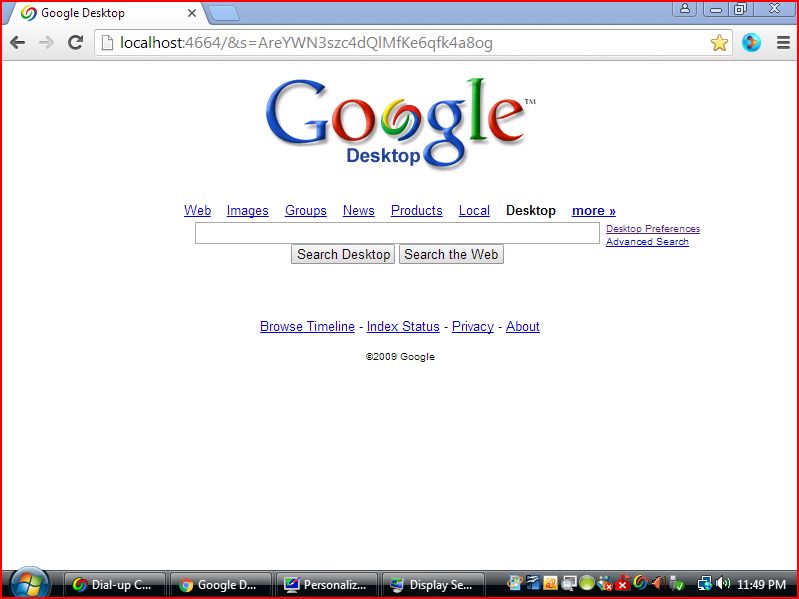 Google Desktop
localhost:4664/&s=AreYWN3szc4dQlMfKe6qfk4a8og
Google™
Desktop
Web Images Groups News Products Local Desktop more »
Desktop Preferences
Advanced Search
Search Desktop Search the Web
Browse Timeline - Index Status - Privacy - About
©2009 Google
Dial-up C... Google D... Personaliz... Display Se... 11:49 PM